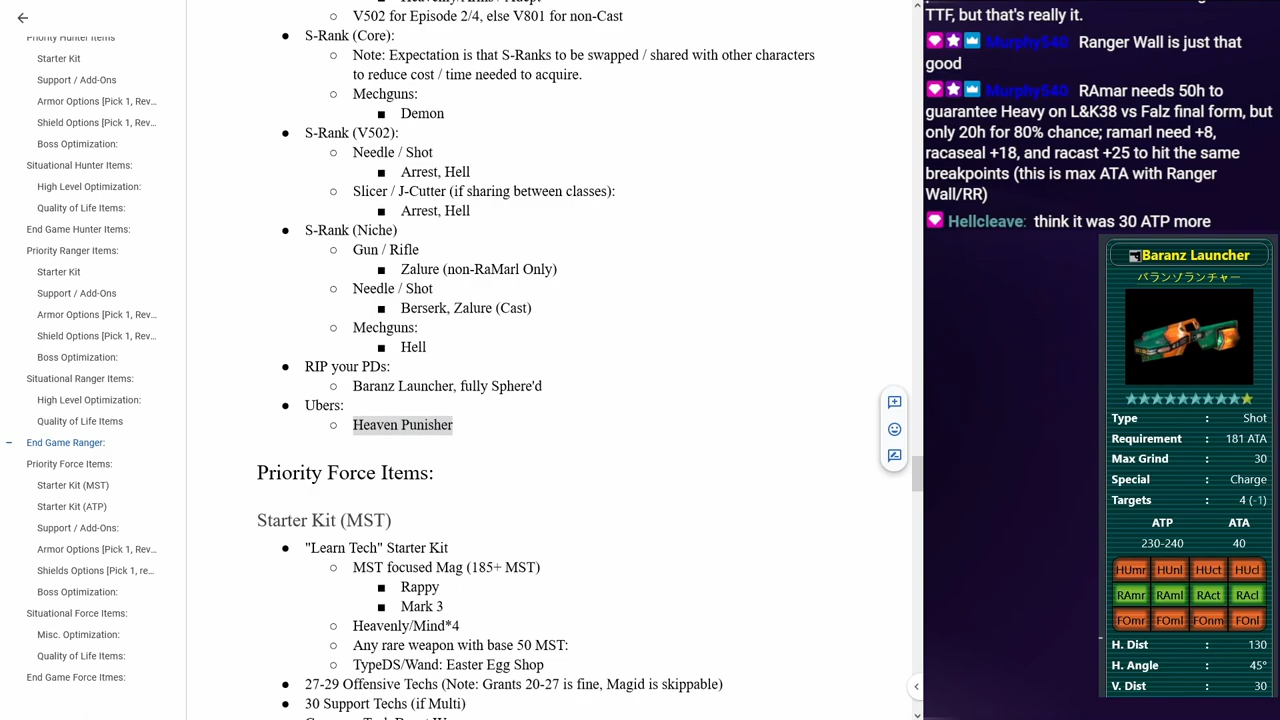 Priority Hunter Items
Starter Kit
Support / Add-Ons
Armor Options [Pick 1, Rev...
Shield Options [Pick 1, Rev...
Boss Optimization:
Situational Hunter Items:
High Level Optimization:
Quality of Life Items:
End Game Hunter Items:
Priority Ranger Items:
Starter Kit
Support / Add-Ons
Armor Options [Pick 1, Rev...
Shield Options [Pick 1, Rev...
Boss Optimization:
Situational Ranger Items:
High Level Optimization:
Quality of Life Items
End Game Ranger:
Priority Force Items:
Starter Kit (MST)
Starter Kit (ATP)
Support / Add-Ons:
Armor Options [Pick 1, Rev...
Shields Options [Pick 1, re...
Boss Optimization:
Situational Force Items:
Misc. Optimization:
Quality of Life Items:
End Game Force Itmes:
V502 for Episode 2/4, else V801 for non-Cast
S-Rank (Core):
Note: Expectation is that S-Ranks to be swapped / shared with other characters
to reduce cost / time needed to acquire.
Mechguns:
Demon
S-Rank (V502):
Needle / Shot
Arrest, Hell
Slicer / J-Cutter (if sharing between classes):
Arrest, Hell
S-Rank (Niche)
Gun / Rifle
Zalure (non-RaMarl Only)
Needle / Shot
Berserk, Zalure (Cast)
Mechguns:
Hell
RIP your PDs:
Baranz Launcher, fully Sphere'd
Ubers:
Heaven Punisher
Priority Force Items:
Starter Kit (MST)
"Learn Tech" Starter Kit
MST focused Mag (185+ MST)
Rappy
Mark 3
Heavenly/Mind*4
Any rare weapon with base 50 MST:
TypeDS/Wand: Easter Egg Shop
27-29 Offensive Techs (Note: Grants 20-27 is fine, Magid is skippable)
30 Support Techs (if Multi)
TTF, but that's really it.
Murphy540 Ranger Wall is just that
good
Murphy540 RAmar needs 50h to
guarantee Heavy on L&K38 vs Falz final form, but
only 20h for 80% chance; ramarl need +8,
racaseal +18, and racast +25 to hit the same
breakpoints (this is max ATA with Ranger
Wall/RR)
Hellcleave: think it was 30 ATP more
Baranz Launcher
バランゾランチャー
Type : Shot
Requirement : 181 ATA
Max Grind : 30
Special : Charge
Targets : 4 (-1)
ATP ATA
230-240 40
HUmr HUnl HUct HUcl
RAmr RAml RAct RAcl
FOmr FOml FOnm FOnl
H. Dist : 130
H. Angle : 45°
V. Dist : 30